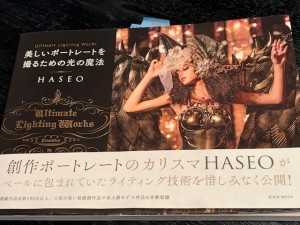 Ultimate Lighting Works
美しいポートレートを
撮るための光の魔法
HASEO
Ultimate
Lighting Works
創作ポートレートのカリスマHASEOが
ベールに包まれていたライティング技術を惜しみなく公開!